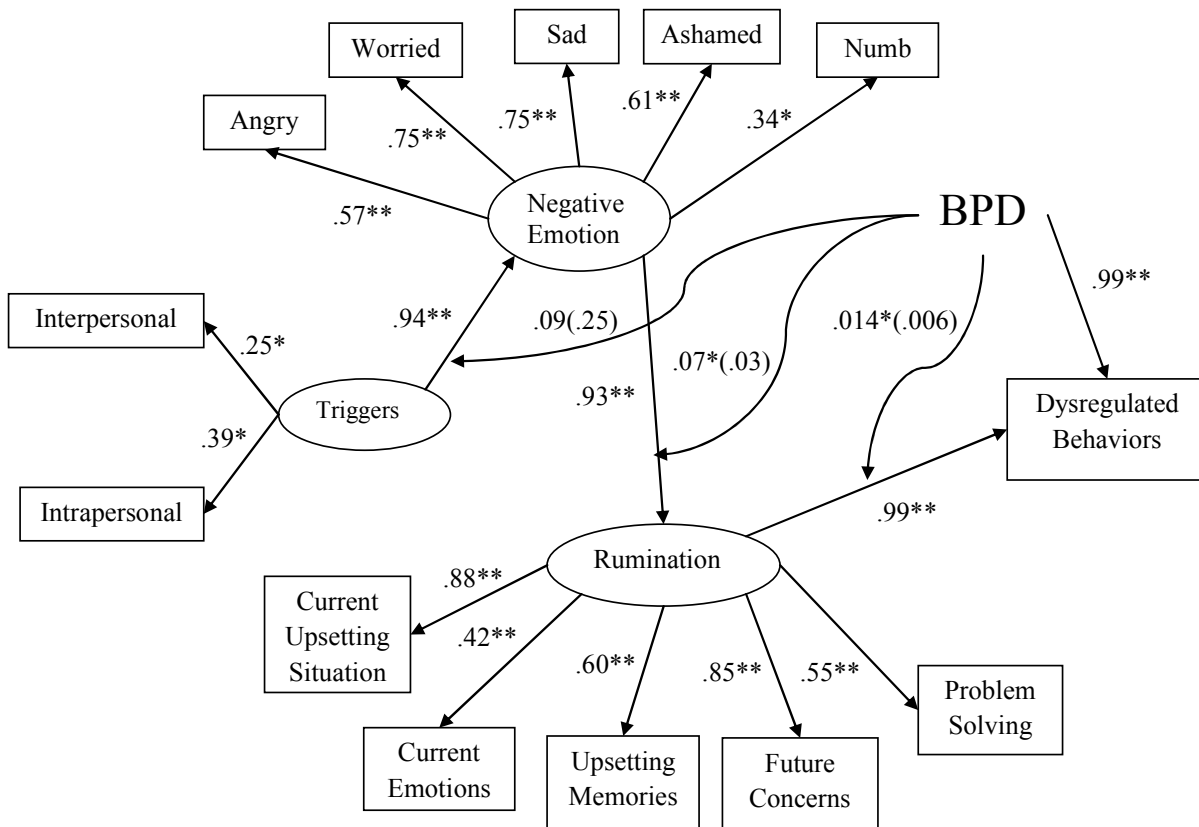 Worried
Sad
Ashamed
Numb
Angry
.75**
.75**
.61**
.34*
.57**
Negative
Emotion
BPD
Interpersonal
.25*
.94**
.09(.25)
.07*(.03)
.014*(.006)
.99**
Triggers
.93**
Dysregulated
Behaviors
.39*
Intrapersonal
.99**
Rumination
.88**
Current
Upsetting
Situation
.42**
.60**
.85**
.55**
Problem
Solving
Current
Emotions
Upsetting
Memories
Future
Concerns